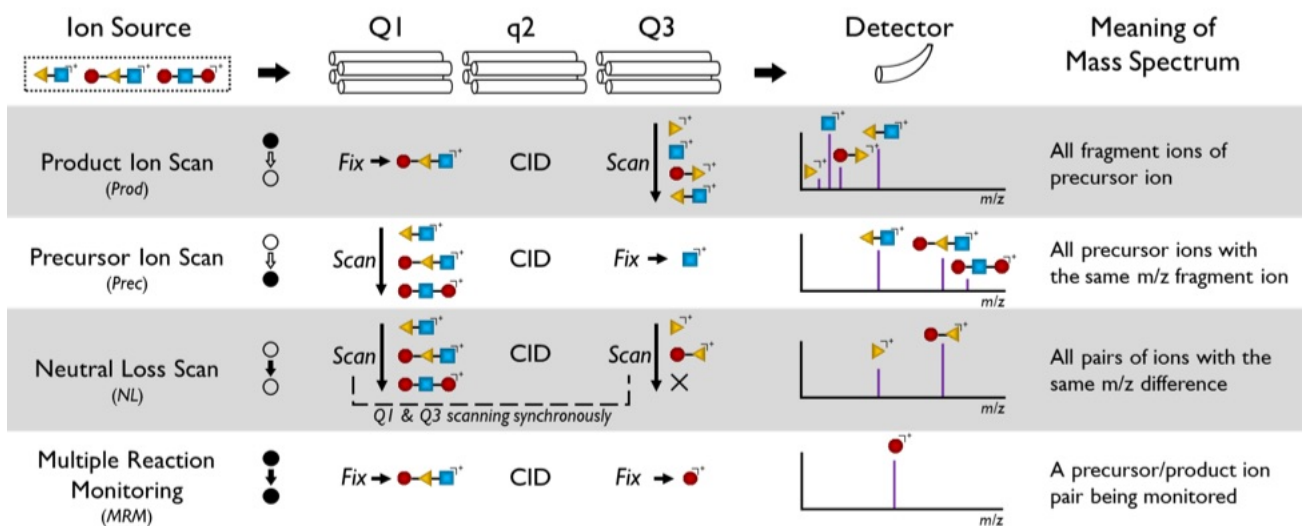 Ion Source
Q1
q2
Q3
Detector
Meaning of
Mass Spectrum
Product Ion Scan
(Prod)
Fix
CID
Scan
m/z
All fragment ions of
precursor ion
Precursor Ion Scan
(Prec)
Scan
CID
Fix
m/z
All precursor ions with
the same m/z fragment ion
Neutral Loss Scan
(NL)
Scan
CID
Scan
Q1 & Q3 scanning synchronously
m/z
All pairs of ions with the
same m/z difference
Multiple Reaction
Monitoring
(MRM)
Fix
CID
Fix
m/z
A precursor/product ion
pair being monitored